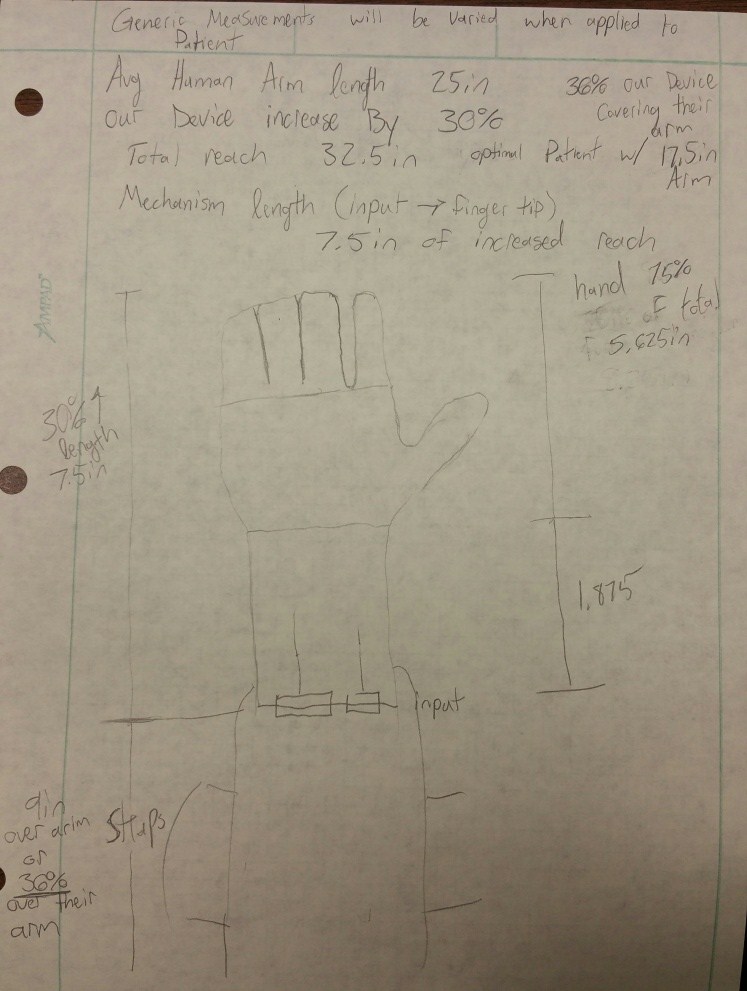 Generic Measurements will be varied when applied to
Patient
Avg Human Arm length 25in
our Device increase By 30%
Total reach 32.5in
36% our Device
Covering their
arm
optimal Patient w/ 17.5in
Arm
Mechanism length (input → finger tip)
7.5in of increased reach
hand 75%
total
5.625in
AMPAD
30% ↑
length
7.5in
1.875
input
Straps
9in
over arim
or
36%
over their
arm